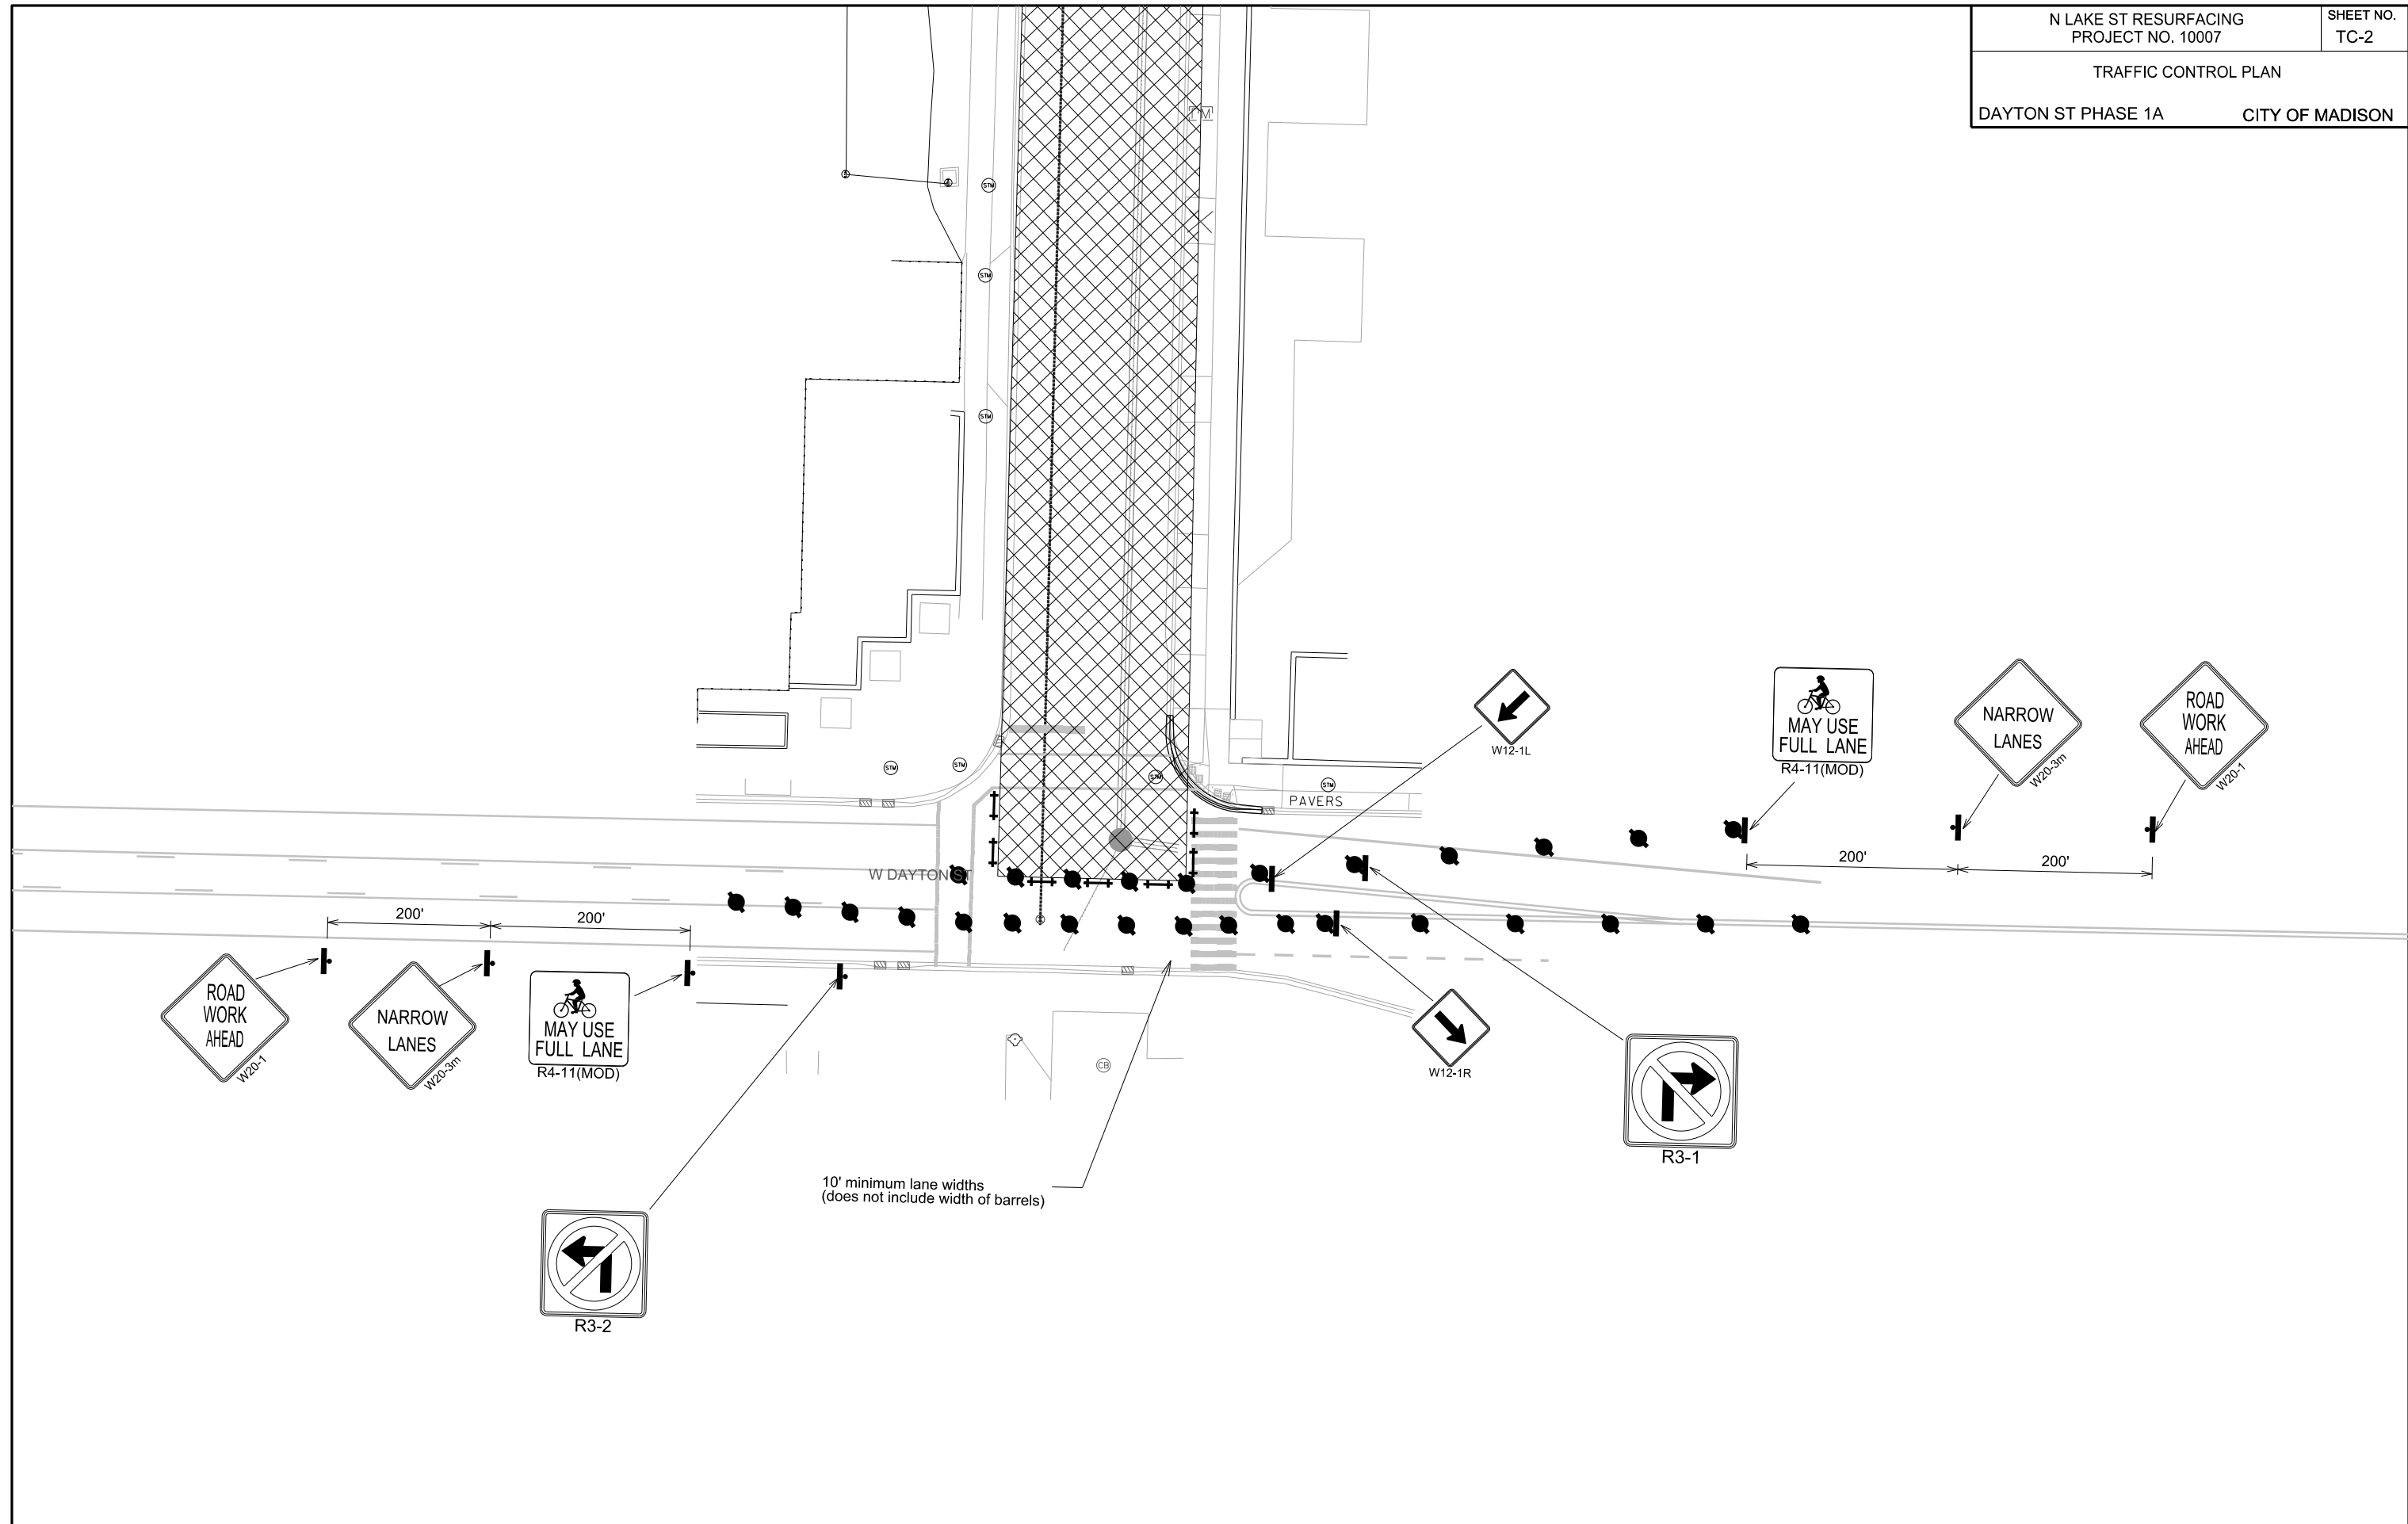 N LAKE ST RESURFACING
PROJECT NO. 10007
SHEET NO.
TC-2
TRAFFIC CONTROL PLAN
DAYTON ST PHASE 1A
CITY OF MADISON
TM
STM
STM
STM
STM
STM
STM
STM
PAVERS
W12-1L
MAY USE
FULL LANE
R4-11(MOD)
NARROW
LANES
W20-3m
ROAD
WORK
AHEAD
W20-1
200'
200'
W DAYTON ST
200'
200'
ROAD
WORK
AHEAD
W20-1
NARROW
LANES
W20-3m
MAY USE
FULL LANE
R4-11(MOD)
CB
W12-1R
R3-1
10' minimum lane widths
(does not include width of barrels)
R3-2